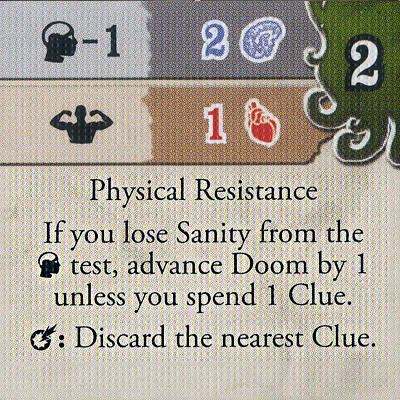 -1 2 2
1
Physical Resistance
If you lose Sanity from the
test, advance Doom by 1
unless you spend 1 Clue.
: Discard the nearest Clue.